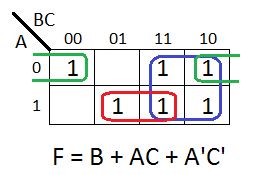 BC
A 00 01 11 10
0 1 1 1
1 1 1 1
F = B + AC + A'C'